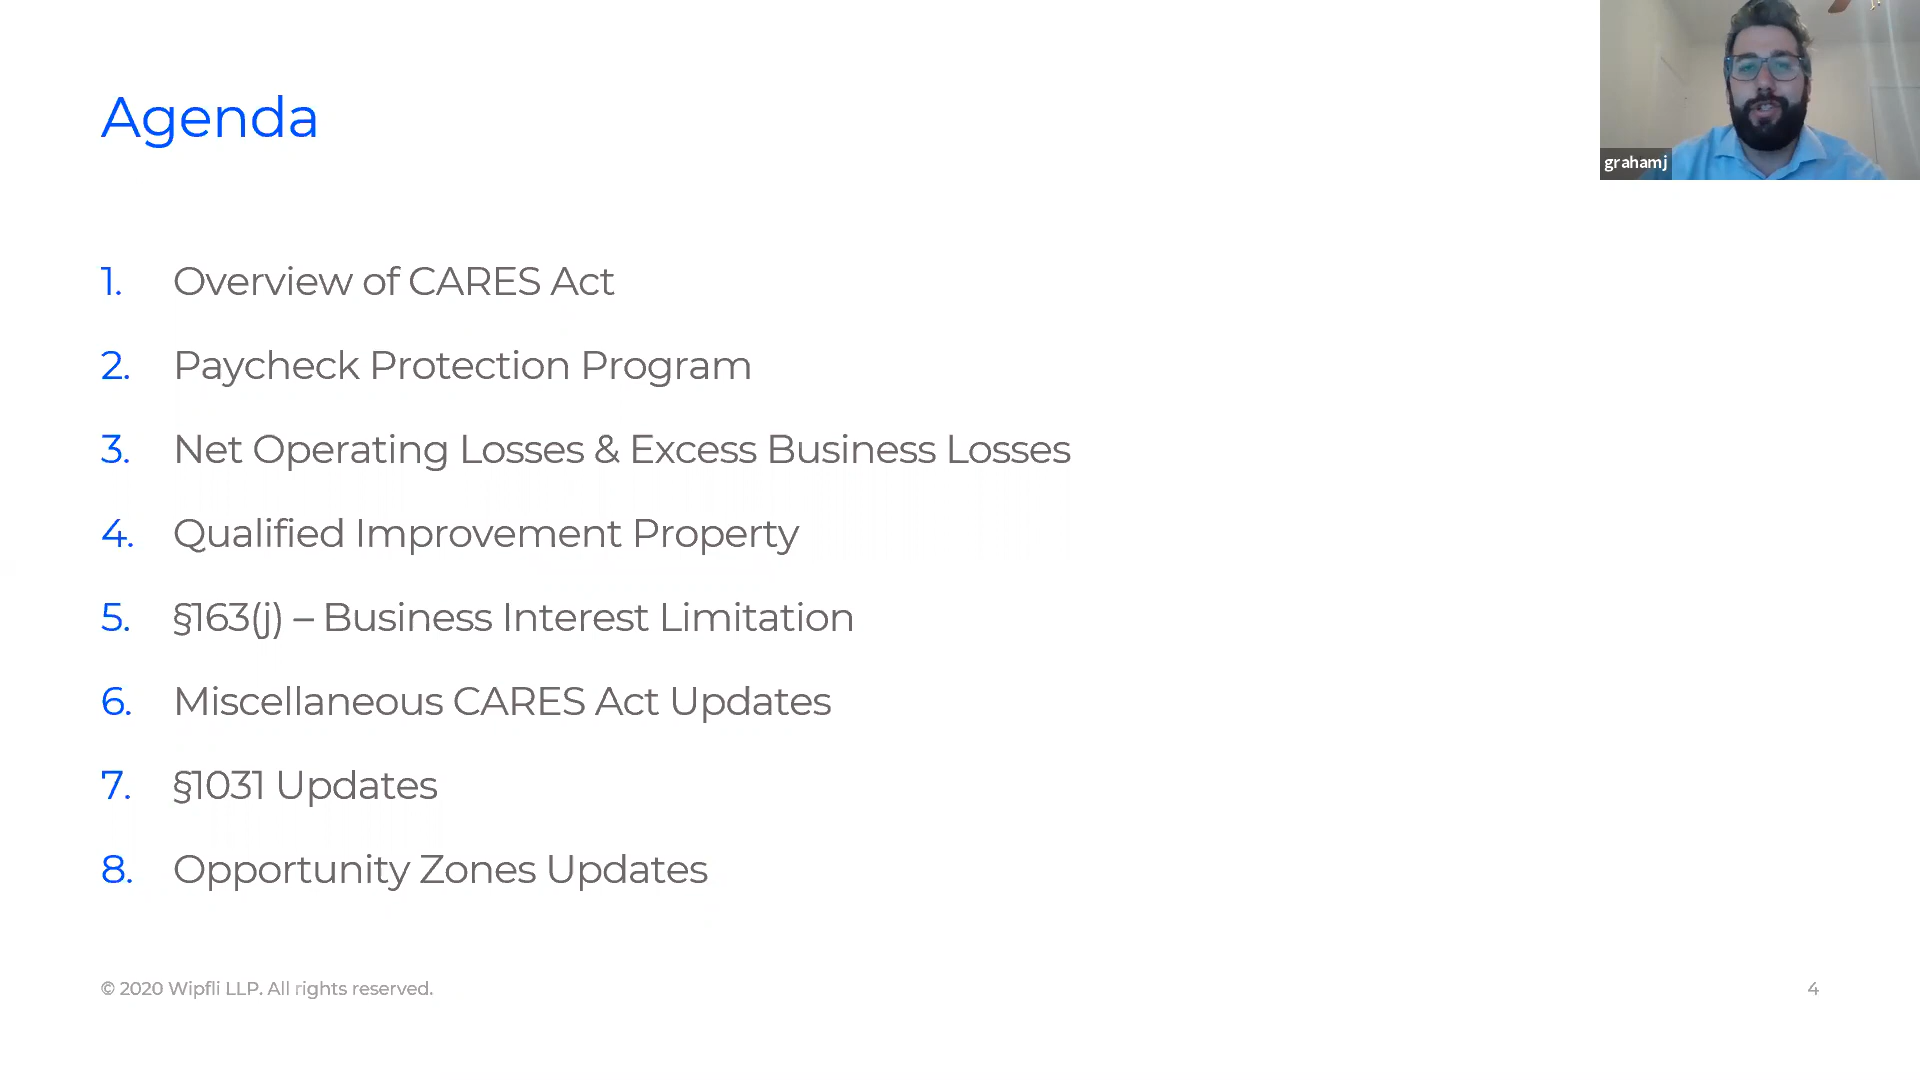 Agenda
grahamj
1. Overview of CARES Act
2. Paycheck Protection Program
3. Net Operating Losses & Excess Business Losses
4. Qualified Improvement Property
5. §163(j) – Business Interest Limitation
6. Miscellaneous CARES Act Updates
7. §1031 Updates
8. Opportunity Zones Updates
© 2020 Wipfli LLP. All rights reserved.
4